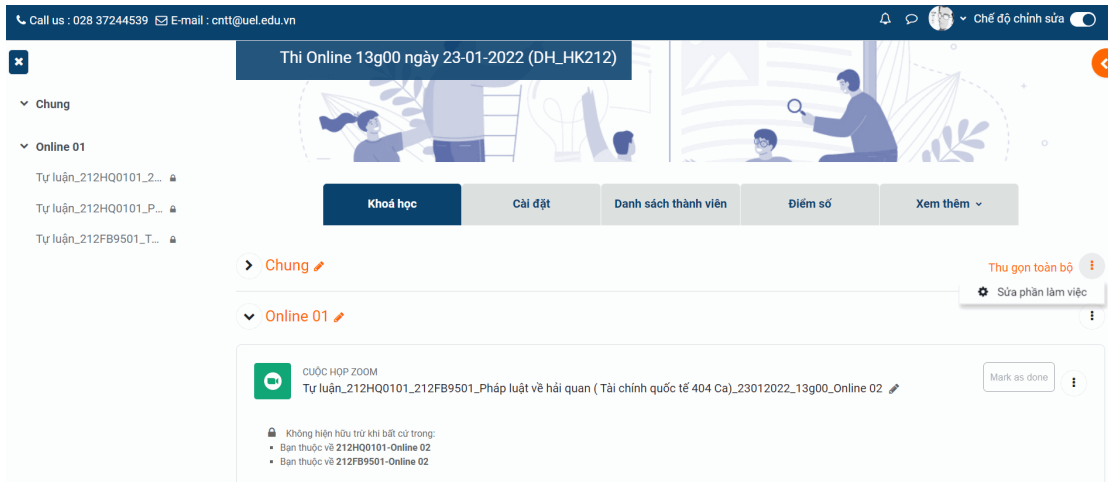 Call us : 028 37244539 E-mail : cntt@uel.edu.vn
Chế độ chỉnh sửa
Thi Online 13g00 ngày 23-01-2022 (DH_HK212)
Chung
Online 01
Tự luận_212HQ0101_2...
Tự luận_212HQ0101_P...
Tự luận_212FB9501_T...
Khoá học Cài đặt Danh sách thành viên Điểm số Xem thêm
Chung
Thu gọn toàn bộ
Sửa phần làm việc
Online 01
CUỘC HỌP ZOOM
Tự luận_212HQ0101_212FB9501_Pháp luật về hải quan ( Tài chính quốc tế 404 Ca)_23012022_13g00_Online 02
Mark as done
Không hiện hữu trừ khi bất cứ trong:
Bạn thuộc về 212HQ0101-Online 02
Bạn thuộc về 212FB9501-Online 02